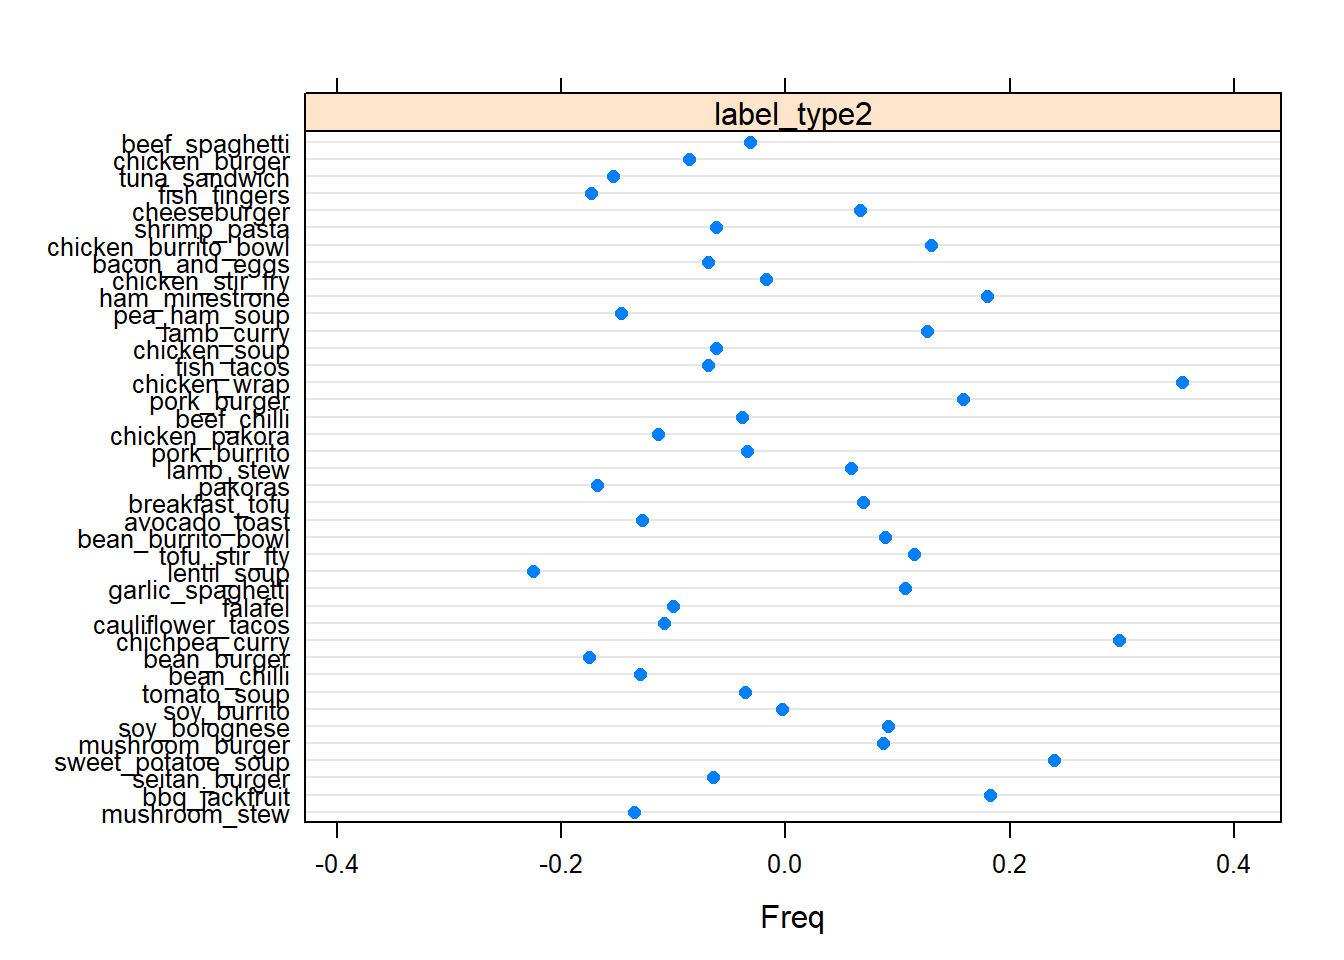 label_type2
beef_spaghetti
chicken_burger
tuna_sandwich
fish_fingers
cheeseburger
shrimp_pasta
chicken_burrito_bowl
bacon_and_eggs
chicken_stir_fry
ham_minestrone
pea_ham_soup
lamb_curry
chicken_soup
fish_tacos
chicken_wrap
pork_burger
beef_chilli
chicken_pakora
pork_burrito
lamb_stew
pakoras
breakfast_tofu
avocado_toast
bean_burrito_bowl
tofu_stir_fty
lentil_soup
garlic_spaghetti
falafel
cauliflower_tacos
chichpea_curry
bean_burger
bean_chilli
tomato_soup
soy_burrito
soy_bolognese
mushroom_burger
sweet_potatoe_soup
seitan_burger
bbq_jackfruit
mushroom_stew
-0.4 -0.2 0.0 0.2 0.4
Freq